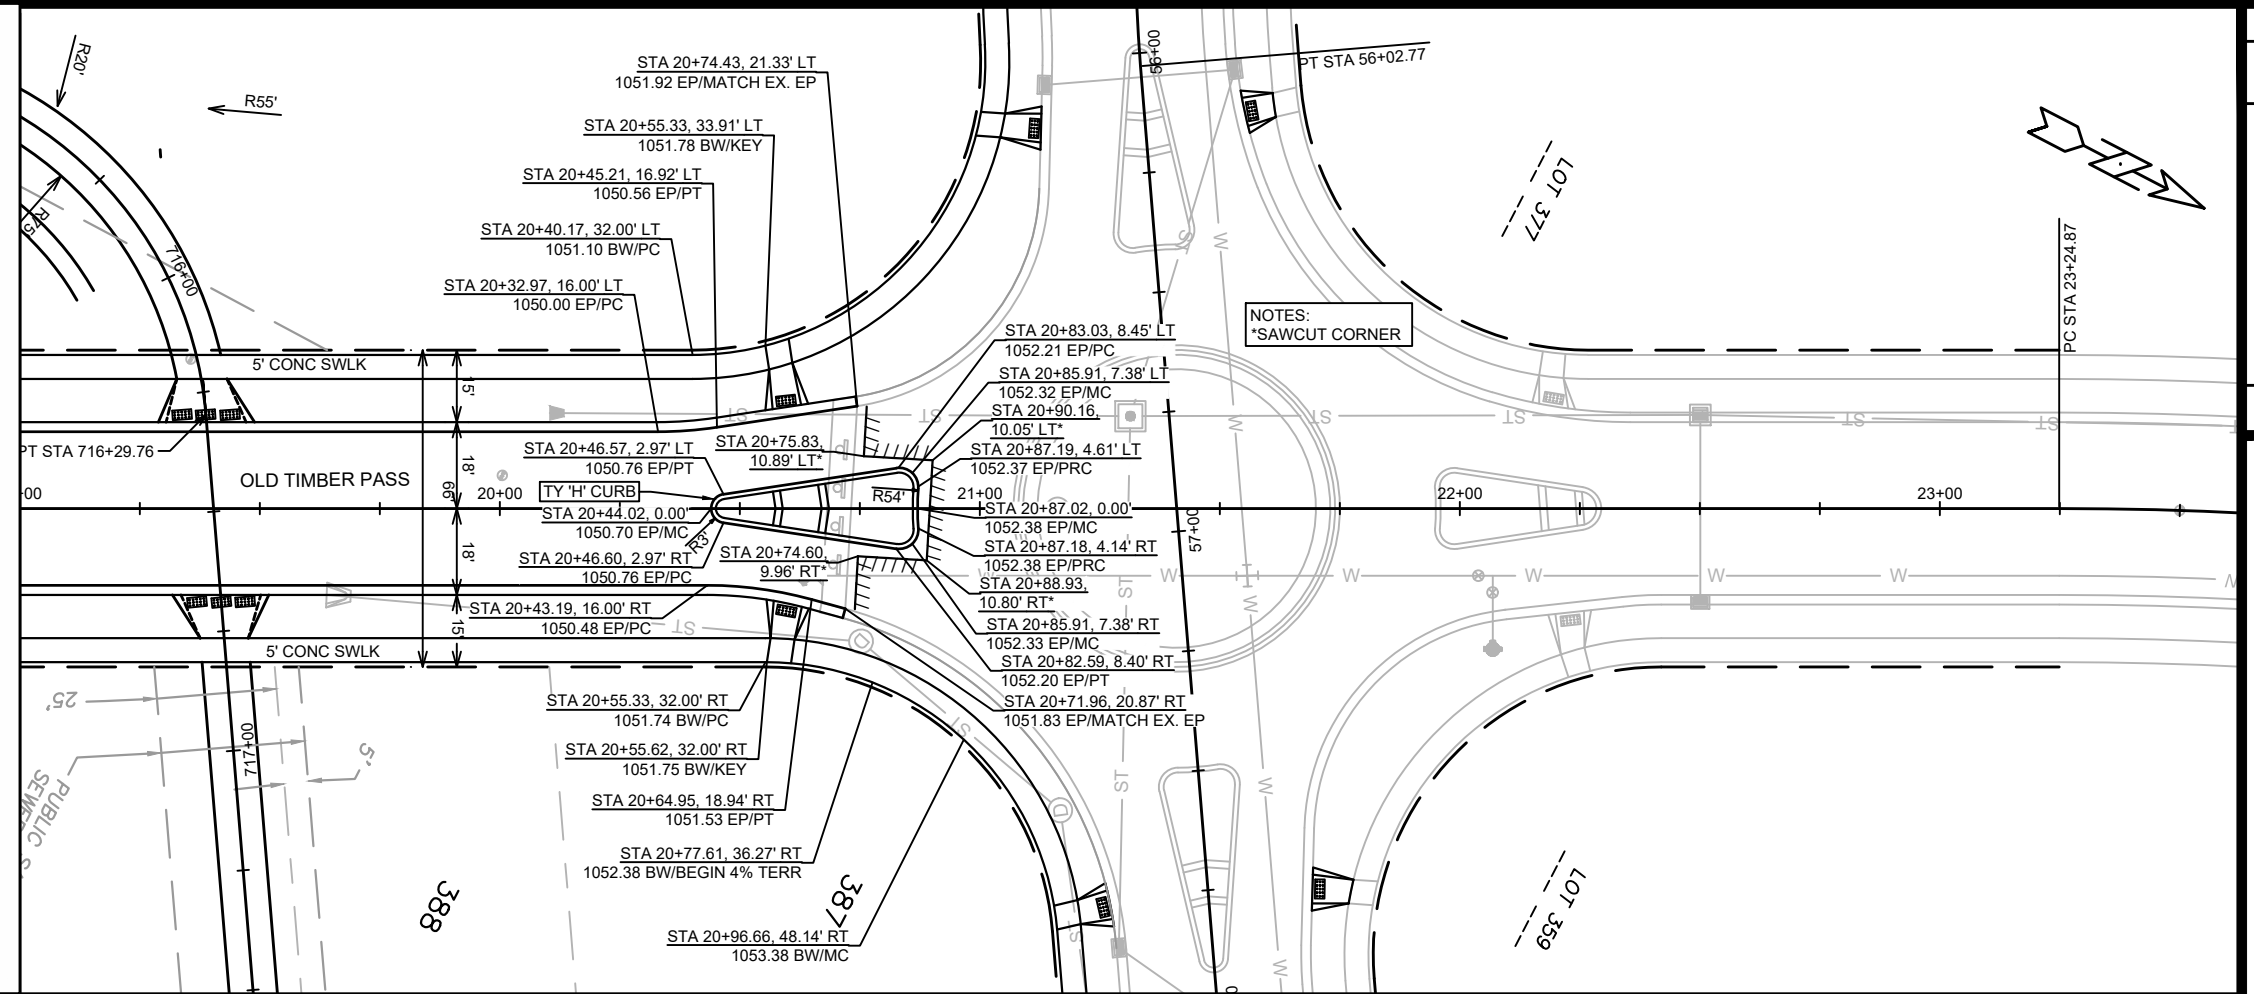 R20'
R55'
R75'
716+00
STA 20+74.43, 21.33' LT
1051.92 EP/MATCH EX. EP
STA 20+55.33, 33.91' LT
1051.78 BW/KEY
STA 20+45.21, 16.92' LT
1050.56 EP/PT
STA 20+40.17, 32.00' LT
1051.10 BW/PC
STA 20+32.97, 16.00' LT
1050.00 EP/PC
56+00
PT STA 56+02.77
LOT 377
PC STA 23+24.87
NOTES:
*SAWCUT CORNER
5' CONC SWLK
15'
18'
66'
18'
15'
PT STA 716+29.76
OLD TIMBER PASS
+00
20+00
21+00
22+00
23+00
STA 20+83.03, 8.45' LT
1052.21 EP/PC
STA 20+85.91, 7.38' LT
1052.32 EP/MC
STA 20+90.16,
10.05' LT*
STA 20+87.19, 4.61' LT
1052.37 EP/PRC
STA 20+75.83,
10.89' LT*
STA 20+46.57, 2.97' LT
1050.76 EP/PT
TY 'H' CURB
STA 20+44.02, 0.00'
1050.70 EP/MC
R3'
R54'
STA 20+46.60, 2.97' RT
1050.76 EP/PC
STA 20+74.60,
9.96' RT*
STA 20+87.02, 0.00'
1052.38 EP/MC
STA 20+87.18, 4.14' RT
1052.38 EP/PRC
STA 20+88.93,
10.80' RT*
STA 20+85.91, 7.38' RT
1052.33 EP/MC
STA 20+82.59, 8.40' RT
1052.20 EP/PT
STA 20+71.96, 20.87' RT
1051.83 EP/MATCH EX. EP
57+00
STA 20+43.19, 16.00' RT
1050.48 EP/PC
5' CONC SWLK
STA 20+55.33, 32.00' RT
1051.74 BW/PC
STA 20+55.62, 32.00' RT
1051.75 BW/KEY
STA 20+64.95, 18.94' RT
1051.53 EP/PT
STA 20+77.61, 36.27' RT
1052.38 BW/BEGIN 4% TERR
STA 20+96.66, 48.14' RT
1053.38 BW/MC
25'
5'
717+00
PUBLIC
388
387
LOT 359
ST
ST
ST
ST
ST
ST
ST
ST
ST
ST
ST
W
W
W
W
W
W
W
W
W
W
W
W
D
D